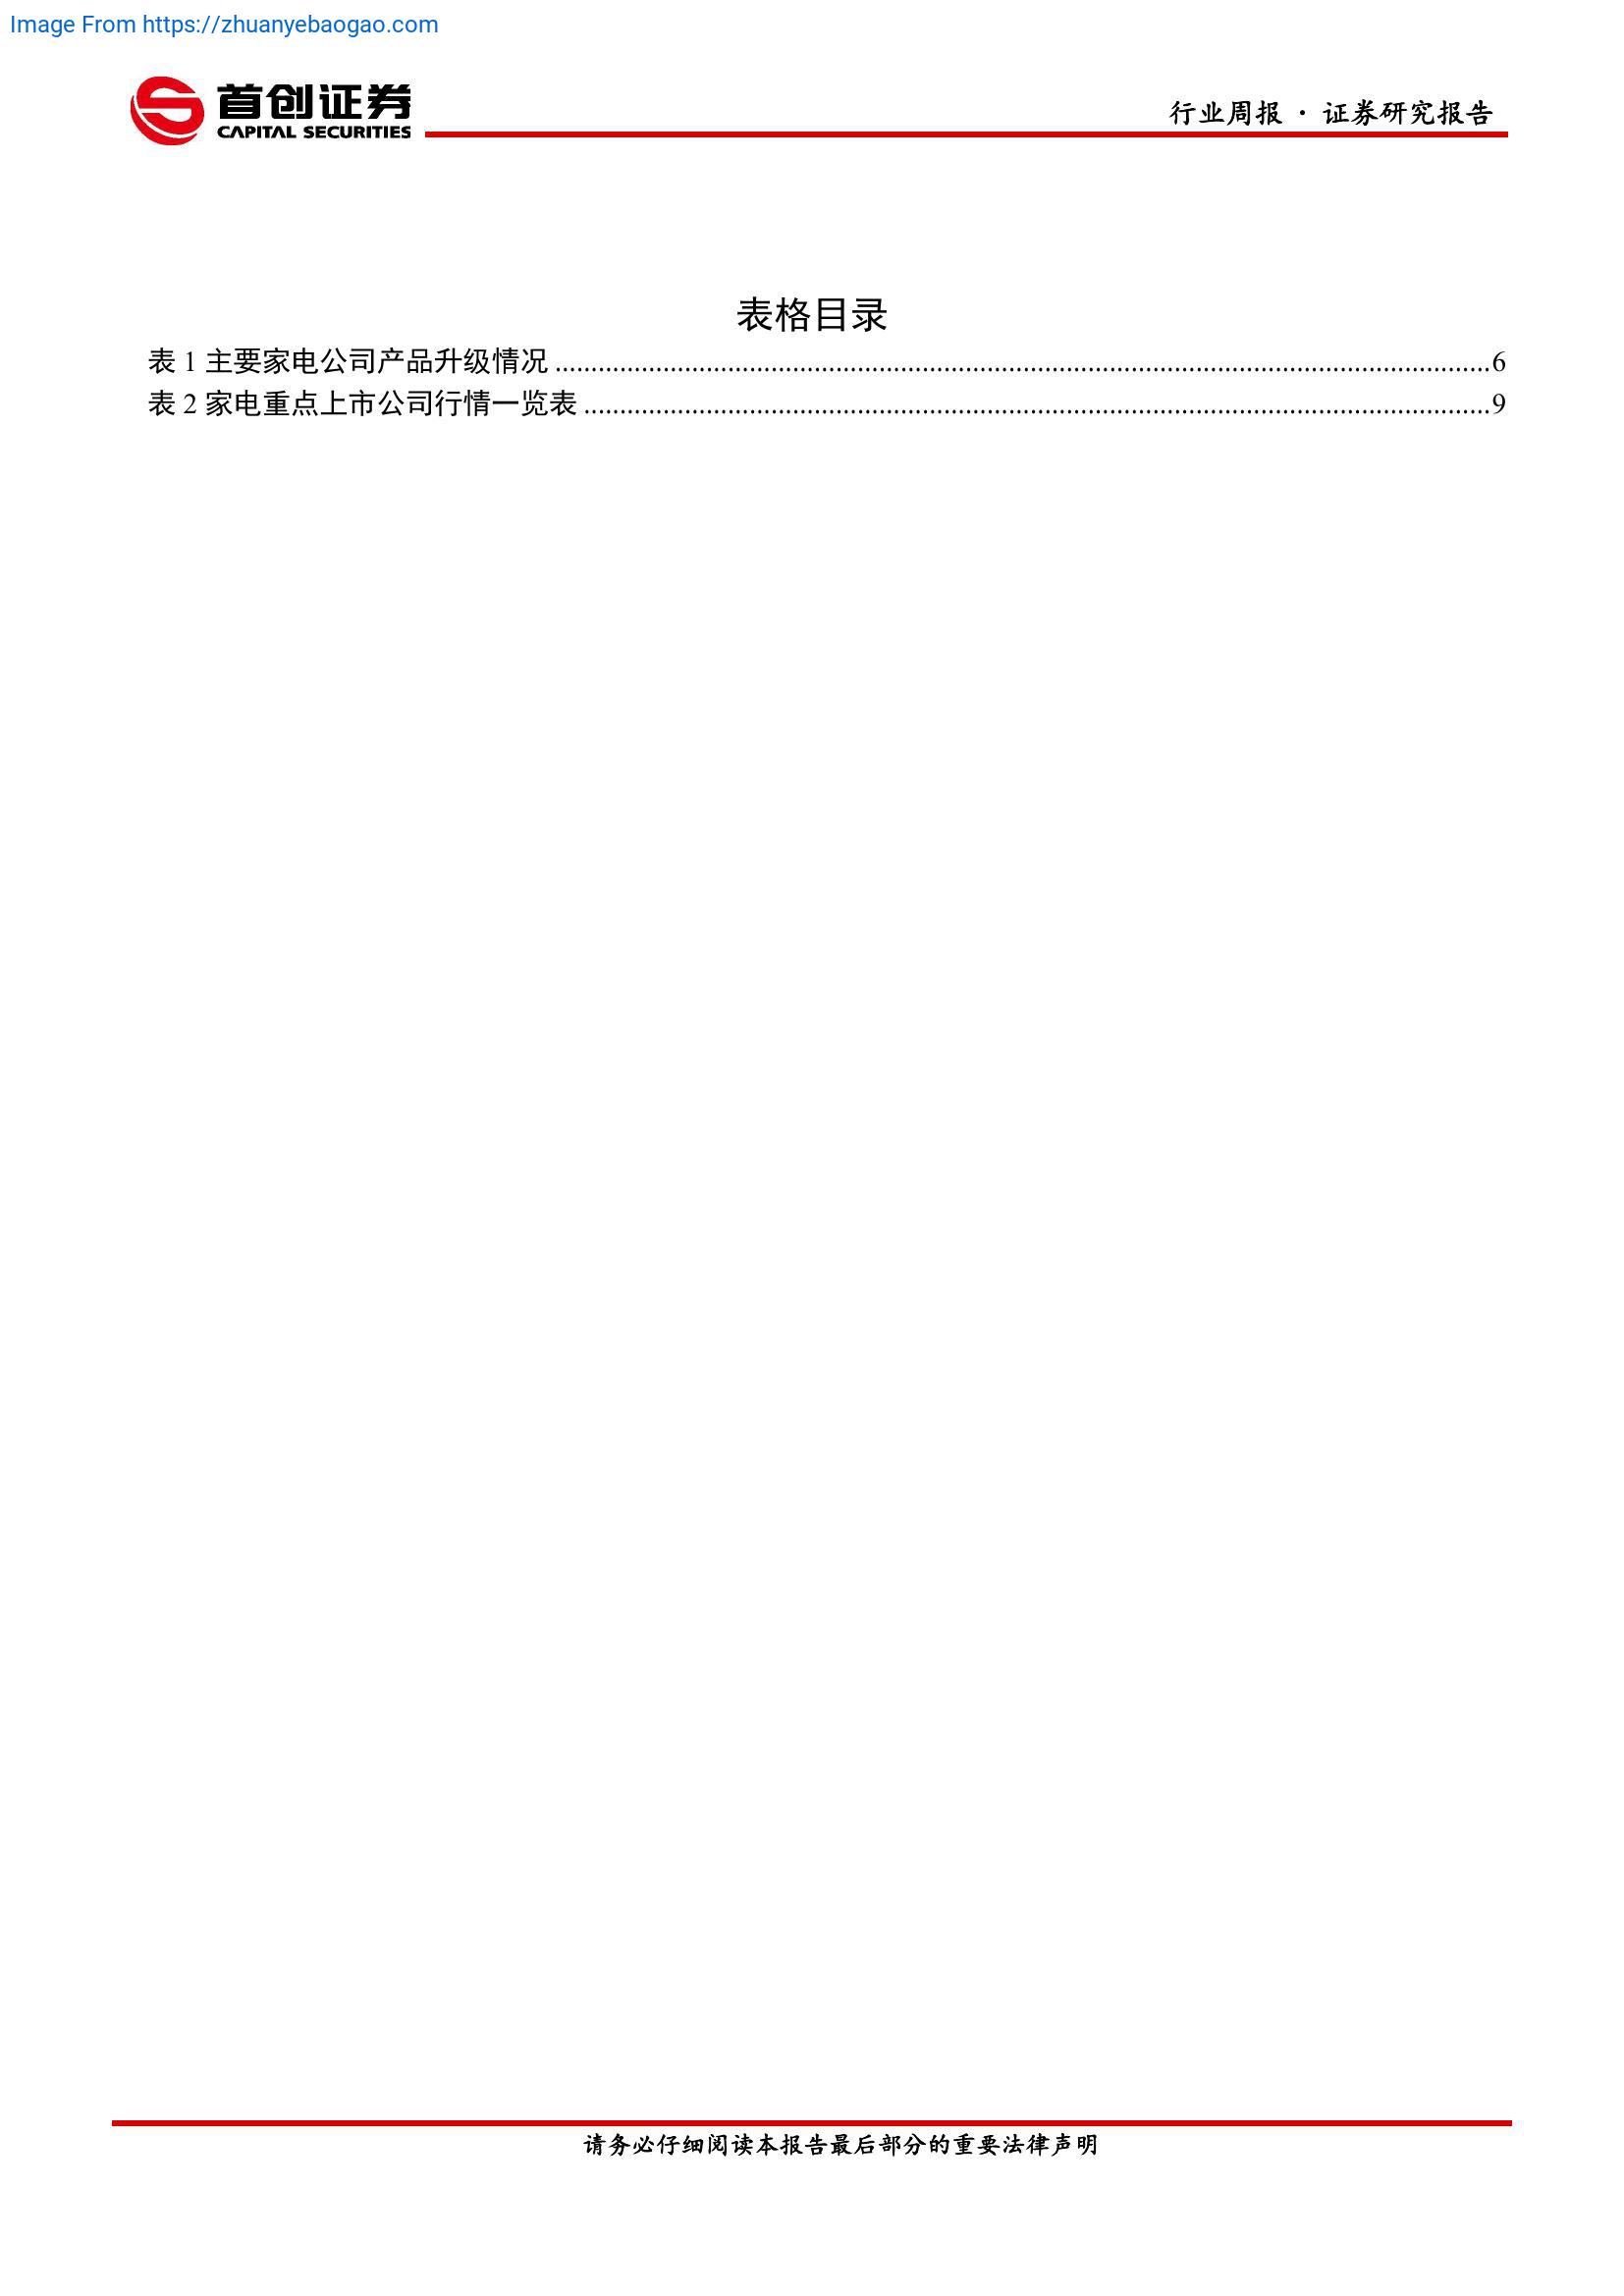 Image From https://zhuanyebaogao.com
首创证券
CAPITAL SECURITIES
行业周报 · 证券研究报告
表格目录
表 1 主要家电公司产品升级情况 ........................................................................ 6
表 2 家电重点上市公司行情一览表 ........................................................................ 9
请务必仔细阅读本报告最后部分的重要法律声明